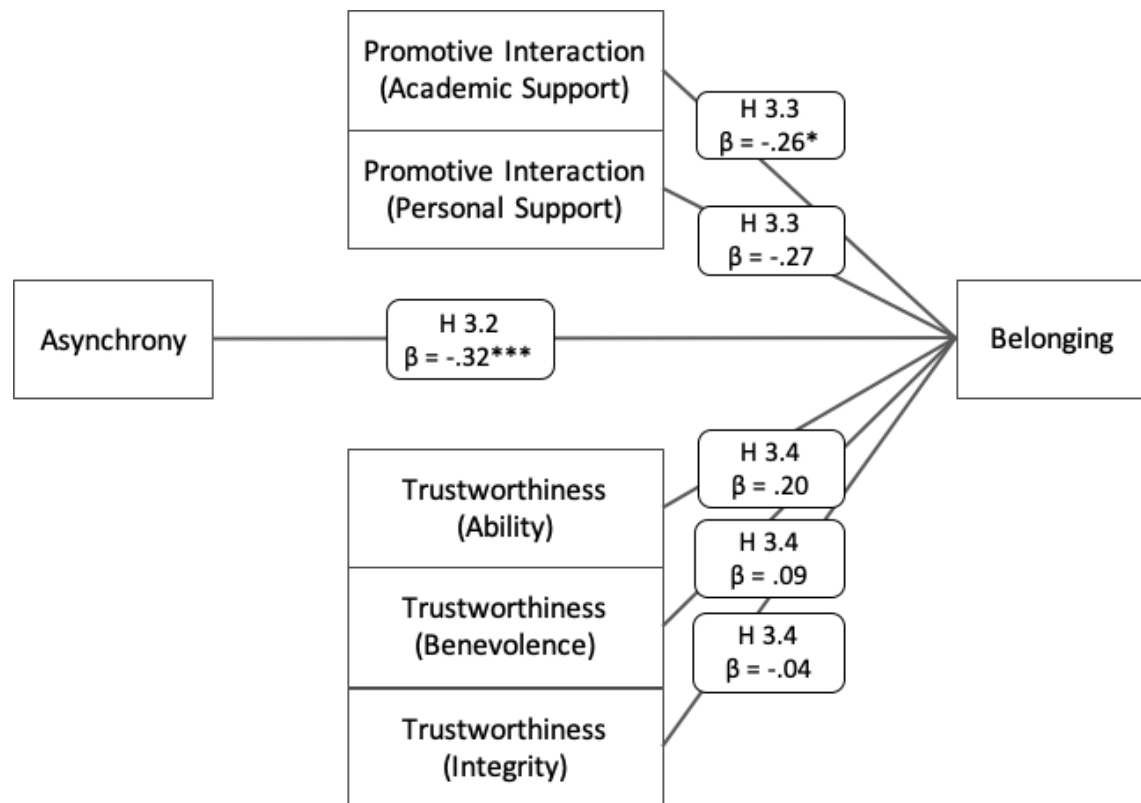 Promotive Interaction
(Academic Support)
H 3.3
β = -.26*
Promotive Interaction
(Personal Support)
H 3.3
β = -.27
Asynchrony
H 3.2
β = -.32***
Belonging
Trustworthiness
(Ability)
H 3.4
β = .20
Trustworthiness
(Benevolence)
H 3.4
β = .09
Trustworthiness
(Integrity)
H 3.4
β = -.04